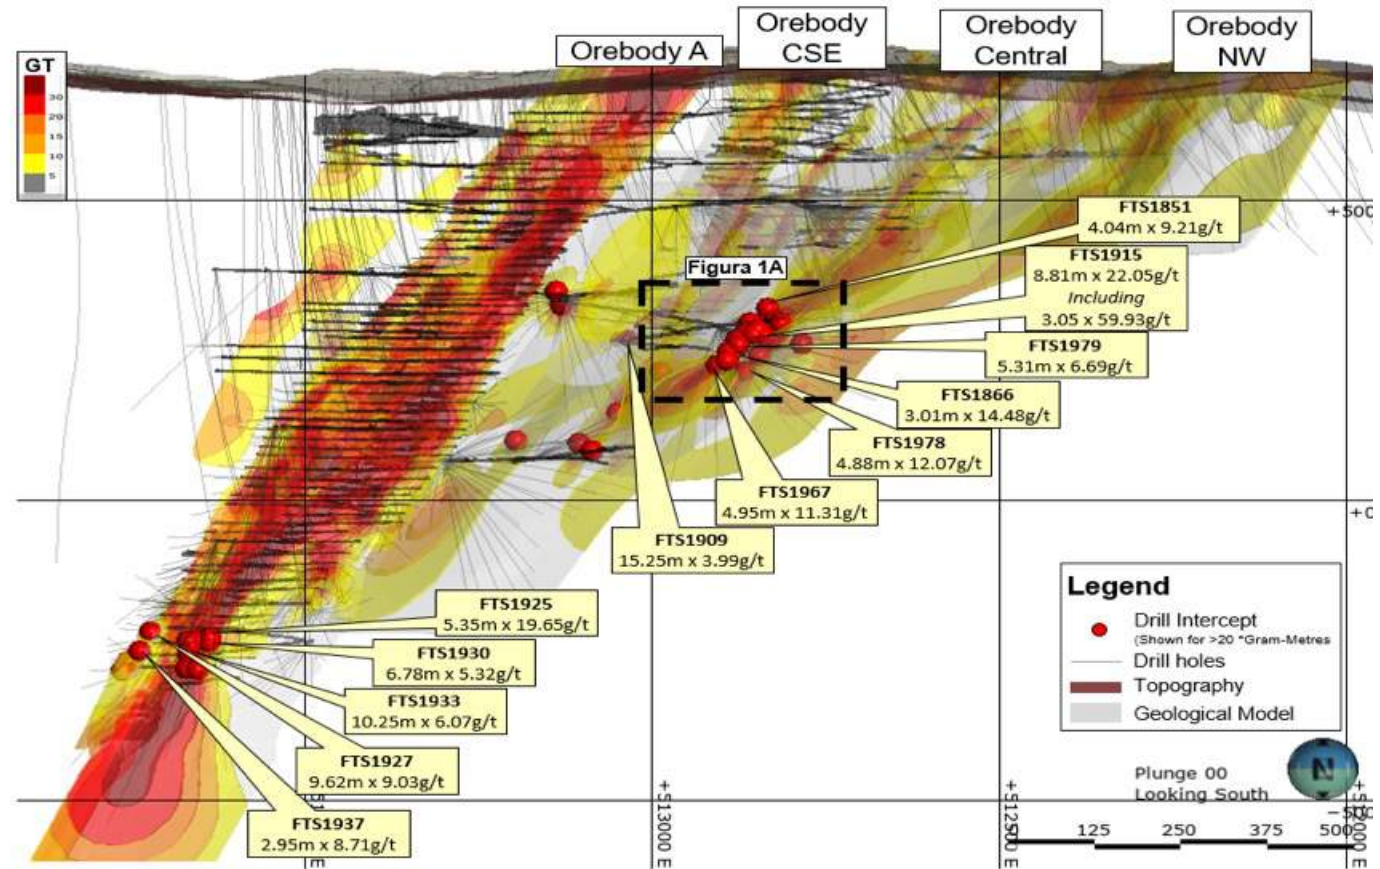 Orebody A
Orebody
CSE
Orebody
Central
Orebody
NW
GT
30
20
15
10
5
+500
FTS1851
4.04m x 9.21g/t
FTS1915
8.81m x 22.05g/t
Including
3.05 x 59.93g/t
Figura 1A
FTS1979
5.31m x 6.69g/t
FTS1866
3.01m x 14.48g/t
FTS1978
4.88m x 12.07g/t
FTS1967
4.95m x 11.31g/t
FTS1909
15.25m x 3.99g/t
+0
FTS1925
5.35m x 19.65g/t
FTS1930
6.78m x 5.32g/t
FTS1933
10.25m x 6.07g/t
FTS1927
9.62m x 9.03g/t
FTS1937
2.95m x 8.71g/t
Legend
Drill Intercept
(Shown for >20 *Gram-Metres
Drill holes
Topography
Geological Model
N
Plunge 00
Looking South
+513000 E
+512500 E
125
250
375
500